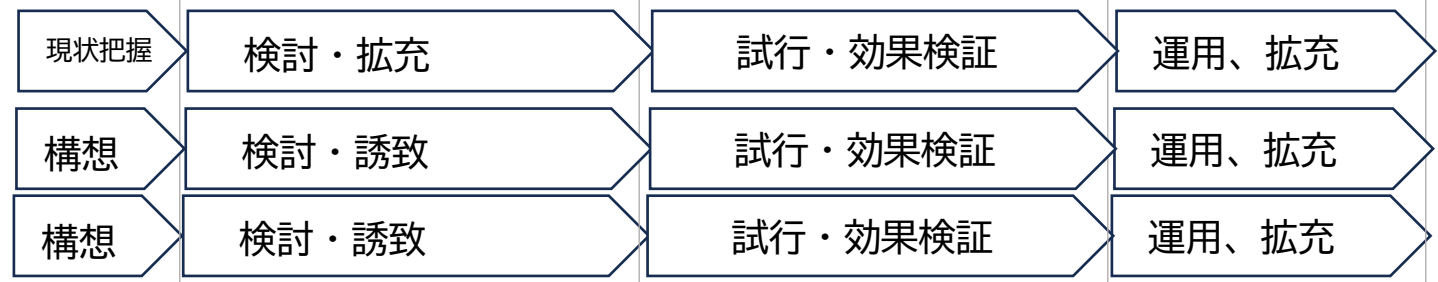 現状把握 検討・拡充 試行・効果検証 運用、拡充
構想 検討・誘致 試行・効果検証 運用、拡充
構想 検討・誘致 試行・効果検証 運用、拡充